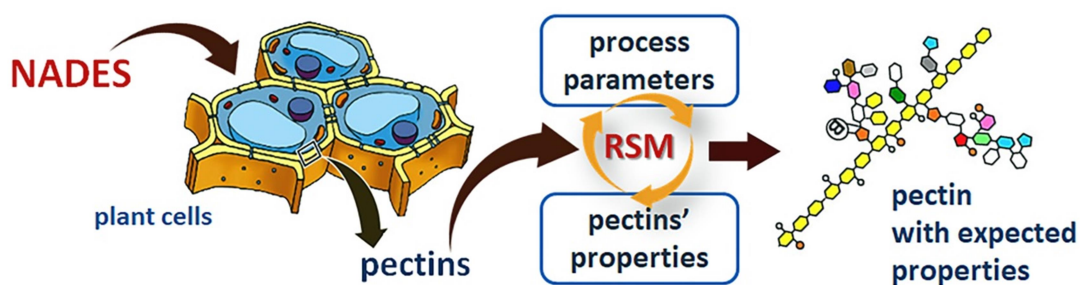 NADES
plant cells
pectins
process
parameters
RSM
pectins'
properties
B
pectin
with expected
properties